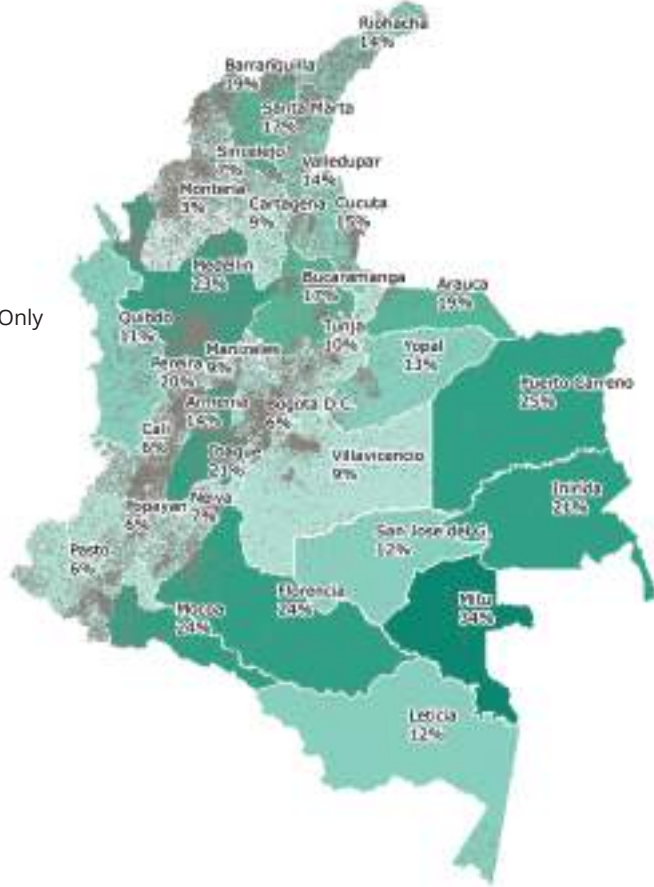 Riohacha
14%
Barranquilla
19%
Santa Marta
17%
Sincelejo
7%
Valledupar
14%
Monteria
3%
Cartagena
9%
Cucuta
15%
Medellin
23%
Bucaramanga
17%
Arauca
19%
Only
Quibdo
11%
Tunja
10%
Yopal
13%
Manizales
9%
Pereira
20%
Puerto Carreno
25%
Armenia
14%
Bogota D.C.
6%
Cali
6%
Ibague
21%
Villavicencio
9%
Inirida
21%
Popayan
6%
Neiva
7%
San Jose del G.
12%
Pasto
6%
Florencia
24%
Mitu
34%
Mocoa
24%
Leticia
12%